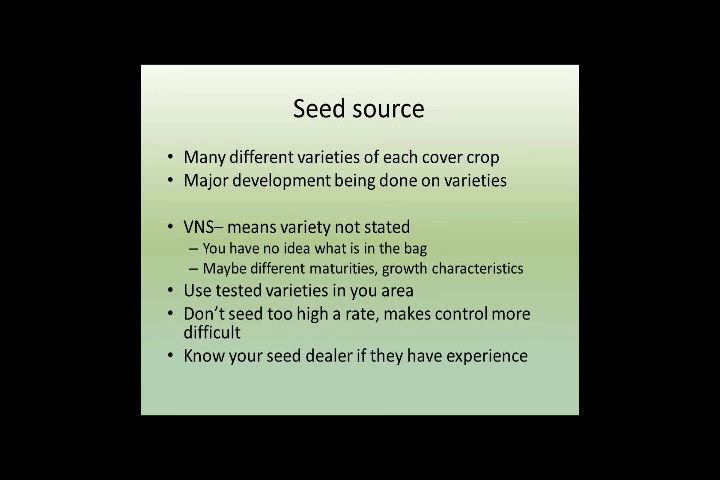 Seed source
• Many different varieties of each cover crop
• Major development being done on varieties
• VNS– means variety not stated
– You have no idea what is in the bag
– Maybe different maturities, growth characteristics
• Use tested varieties in you area
• Don't seed too high a rate, makes control more
difficult
• Know your seed dealer if they have experience